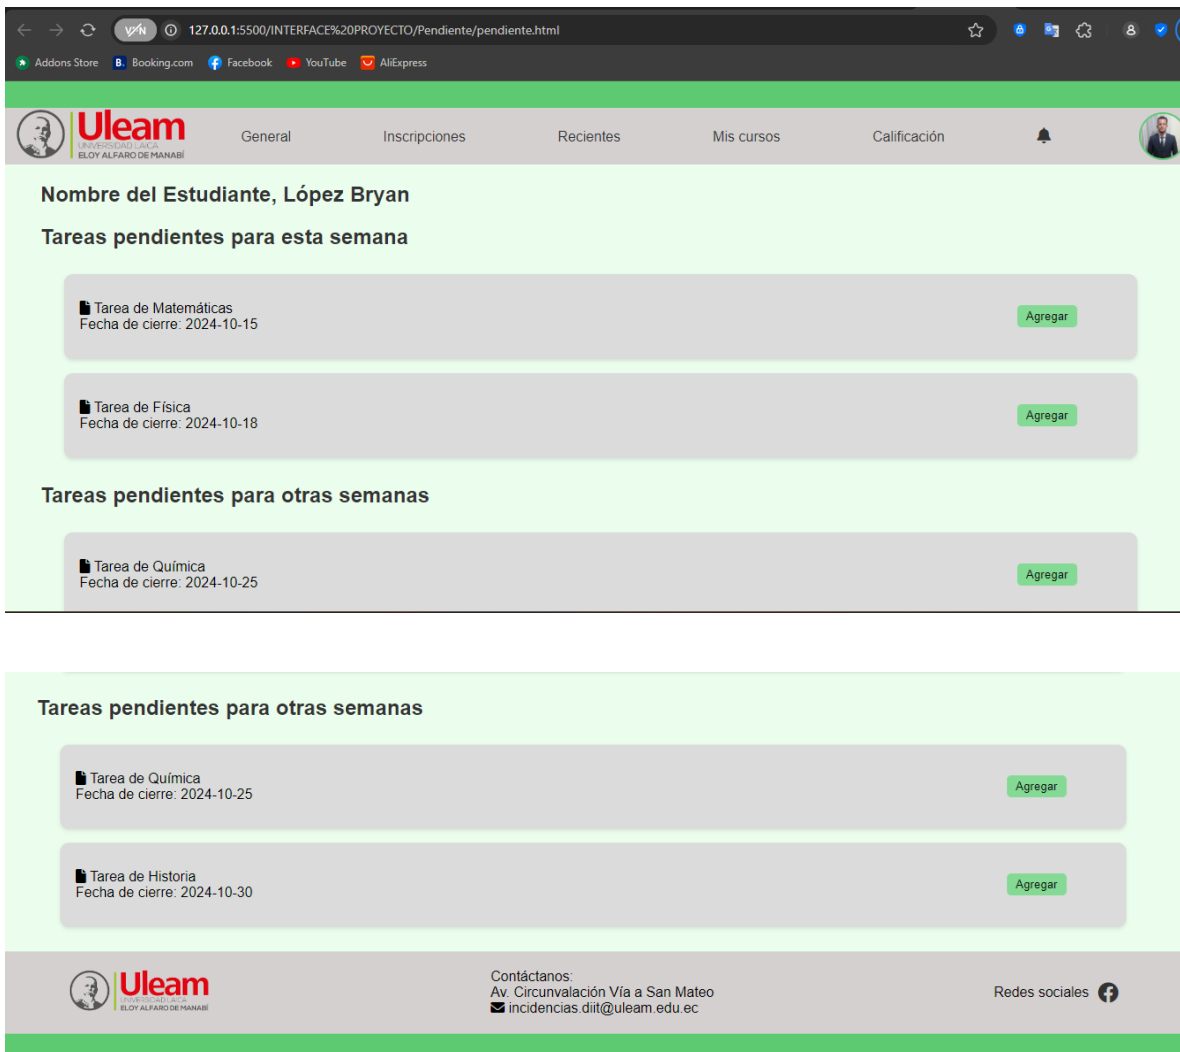 127.0.0.1:5500/INTERFACE%20PROYECTO/Pendiente/pendiente.html
Addons Store B. Booking.com Facebook YouTube AliExpress
Uleam
UNIVERSIDAD LAICA
ELOY ALFARO DE MANABÍ
General Inscripciones Recientes Mis cursos Calificación
Nombre del Estudiante, López Bryan
Tareas pendientes para esta semana
Tarea de Matemáticas
Fecha de cierre: 2024-10-15
Agregar
Tarea de Física
Fecha de cierre: 2024-10-18
Agregar
Tareas pendientes para otras semanas
Tarea de Química
Fecha de cierre: 2024-10-25
Agregar
Tareas pendientes para otras semanas
Tarea de Química
Fecha de cierre: 2024-10-25
Agregar
Tarea de Historia
Fecha de cierre: 2024-10-30
Agregar
Uleam
UNIVERSIDAD LAICA
ELOY ALFARO DE MANABÍ
Contáctanos:
Av. Circunvalación Vía a San Mateo
incidencias.diit@uleam.edu.ec
Redes sociales